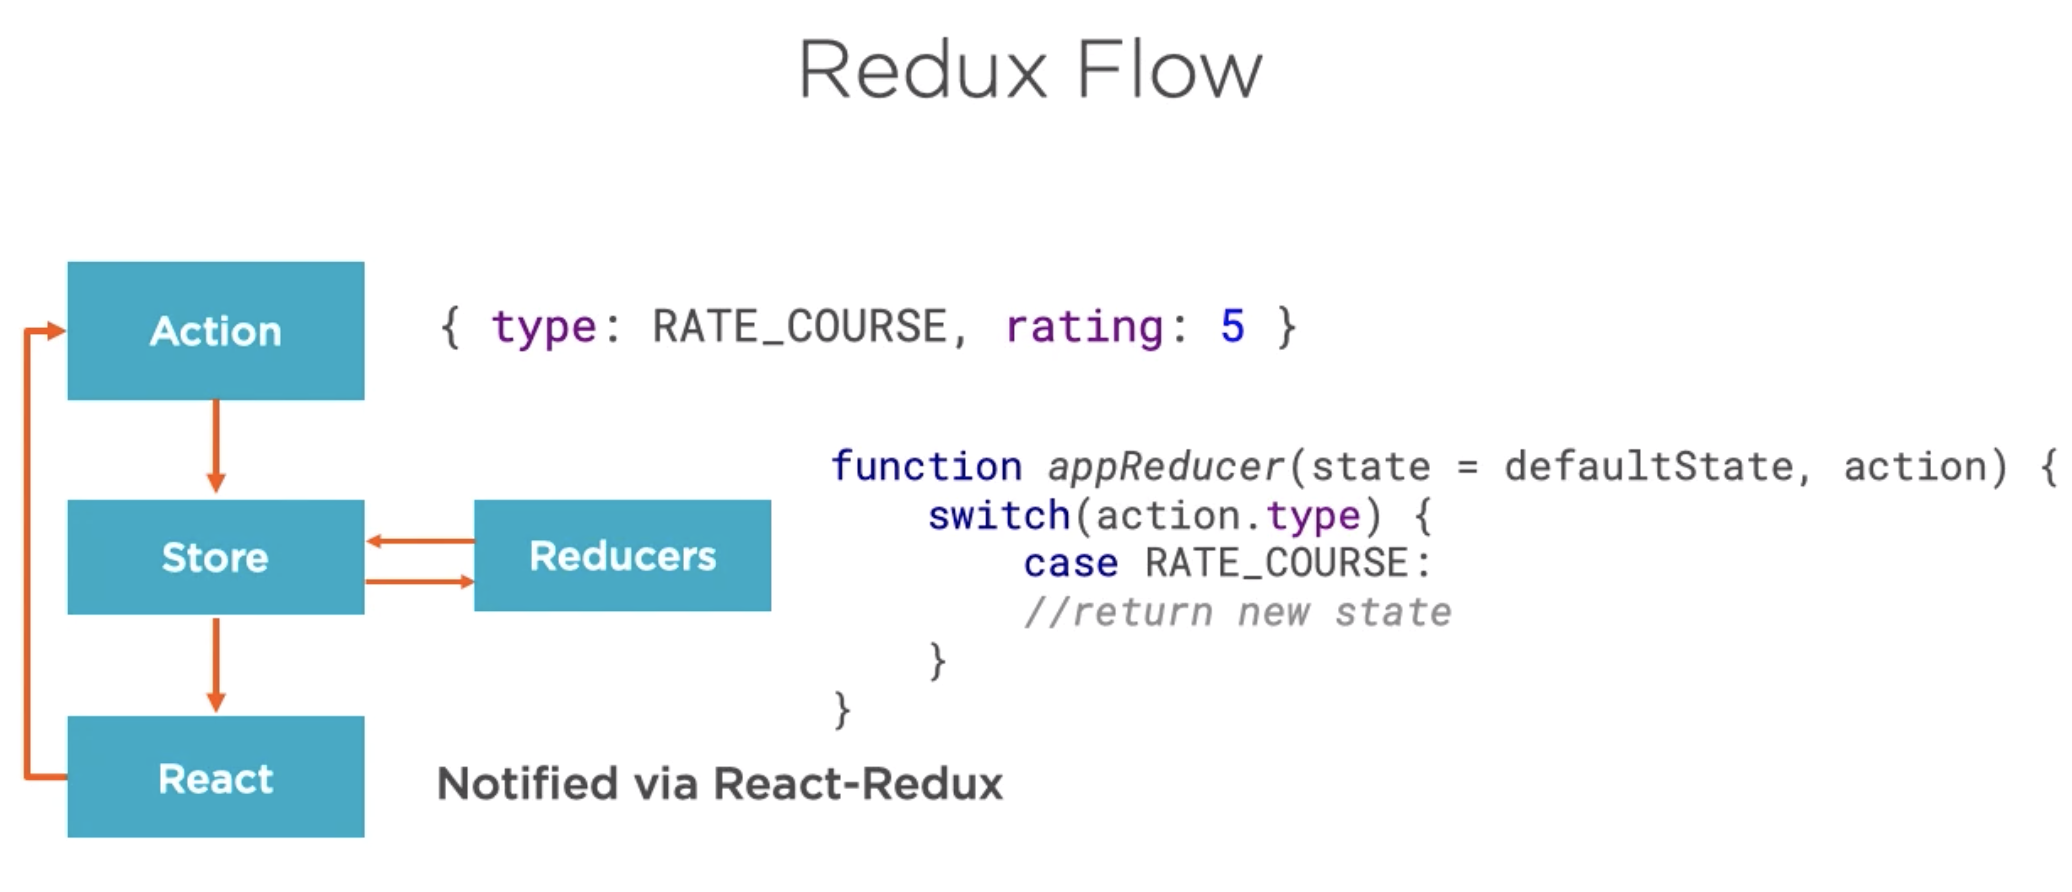 Redux Flow
Action
{ type: RATE_COURSE, rating: 5 }
Store
Reducers
function appReducer(state = defaultState, action) {
switch(action.type) {
case RATE_COURSE:
//return new state
}
}
React
Notified via React-Redux